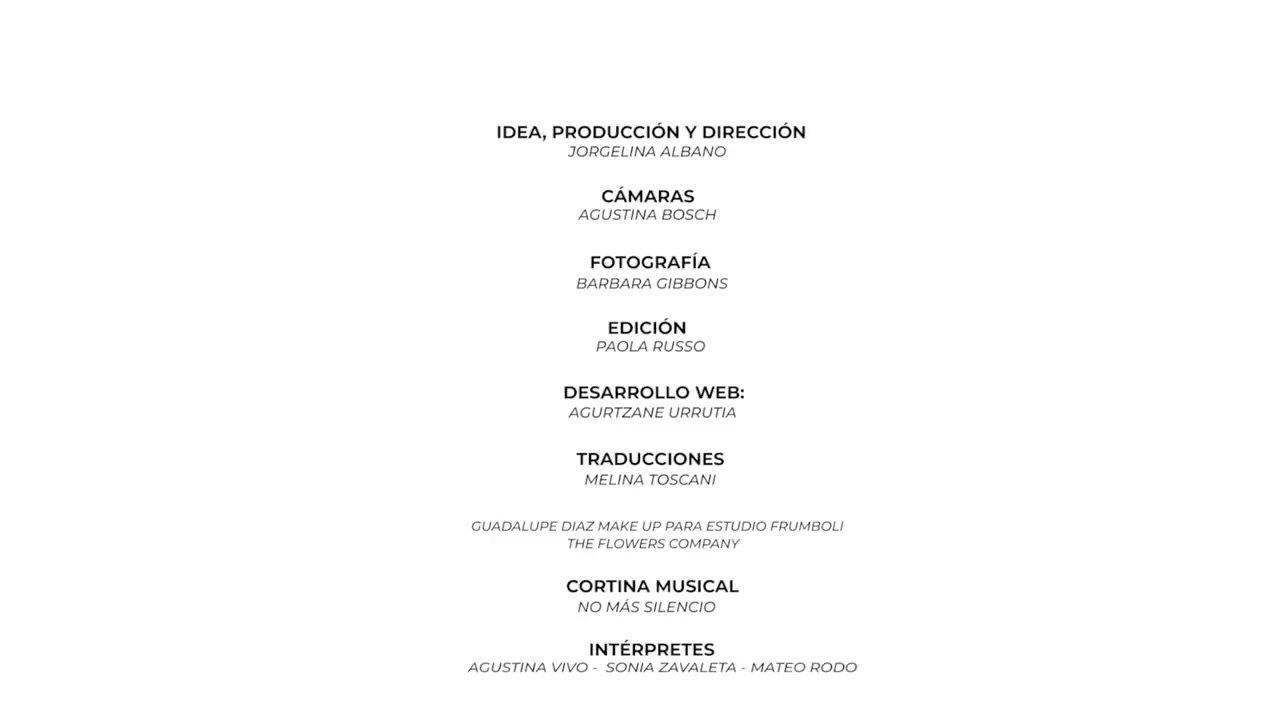 IDEA, PRODUCCIÓN Y DIRECCIÓN
JORGELINA ALBANO
CÁMARAS
AGUSTINA BOSCH
FOTOGRAFÍA
BARBARA GIBBONS
EDICIÓN
PAOLA RUSSO
DESARROLLO WEB:
AGURTZANE URRUTIA
TRADUCCIONES
MELINA TOSCANI
GUADALUPE DIAZ MAKE UP PARA ESTUDIO FRUMBOLI
THE FLOWERS COMPANY
CORTINA MUSICAL
NO MÁS SILENCIO
INTÉRPRETES
AGUSTINA VIVO - SONIA ZAVALETA - MATEO RODO